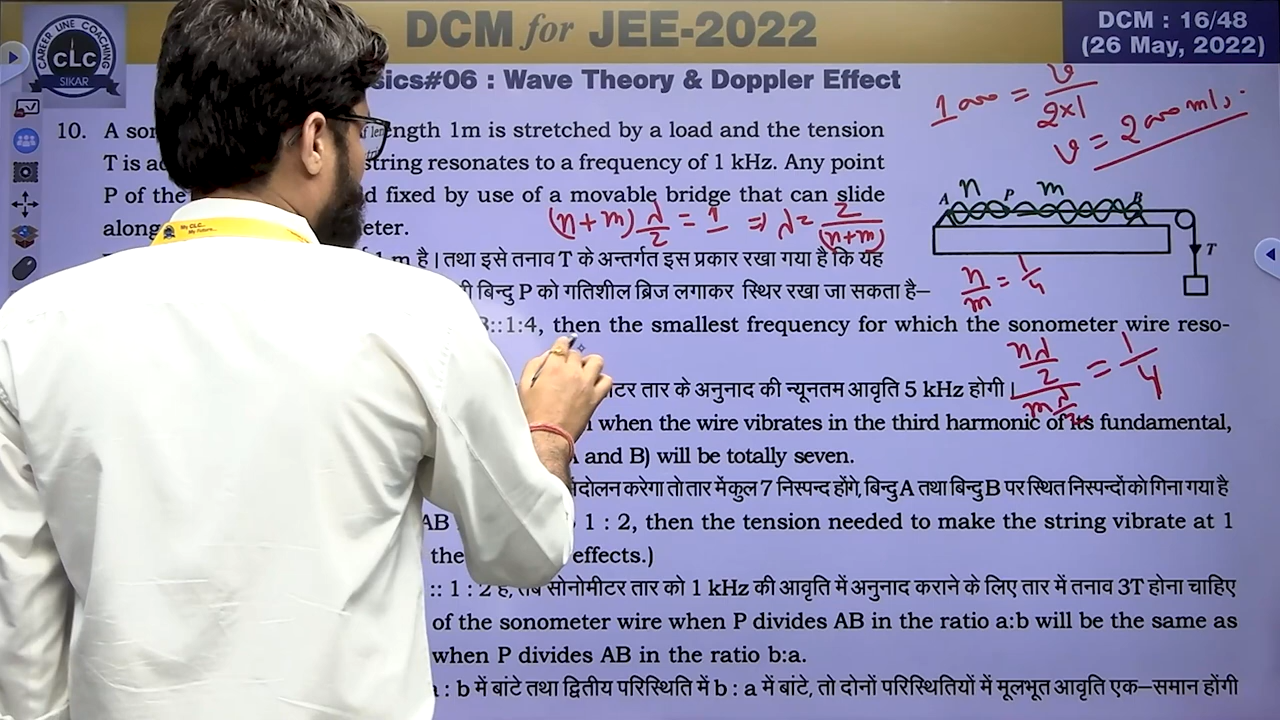 DCM for JEE-2022
DCM : 16/48
(26 May, 2022)
CAREER LINE COACHING
CLC
SIKAR
sics#06 : Wave Theory & Doppler Effect
1000 = v/2×1
v = 2000 m/s
10. A so ength 1m is stretched by a load and the tension
T is a string resonates to a frequency of 1 kHz. Any point
P of the d fixed by use of a movable bridge that can slide
along eter.
(n+m) λ/2 = 1 ⇒ λ = 2/(n+m)
n m
A P B
T
n/m = 1/4
1 m है। तथा इसे तनाव T के अन्तर्गत इस प्रकार रखा गया है कि यह
बिन्दु P को गतिशील ब्रिज लगाकर स्थिर रखा जा सकता है–
::1:4, then the smallest frequency for which the sonometer wire reso-
nλ/2 / mλ/2 = 1/4
तार के अनुनाद की न्यूनतम आवृति 5 kHz होगी।
when the wire vibrates in the third harmonic of its fundamental,
A and B) will be totally seven.
करेगा तो तार में कुल 7 निस्पन्द होंगे, बिन्दु A तथा बिन्दु B पर स्थित निस्पन्दों को गिना गया है
AB 1 : 2, then the tension needed to make the string vibrate at 1
the effects.)
:: 1 : 2 है, तब सोनोमीटर तार को 1 kHz की आवृति में अनुनाद कराने के लिए तार में तनाव 3T होना चाहिए
of the sonometer wire when P divides AB in the ratio a:b will be the same as
when P divides AB in the ratio b:a.
a : b में बांटे तथा द्वितीय परिस्थिति में b : a में बांटे, तो दोनों परिस्थितियों में मूलभूत आवृति एक–समान होंगी